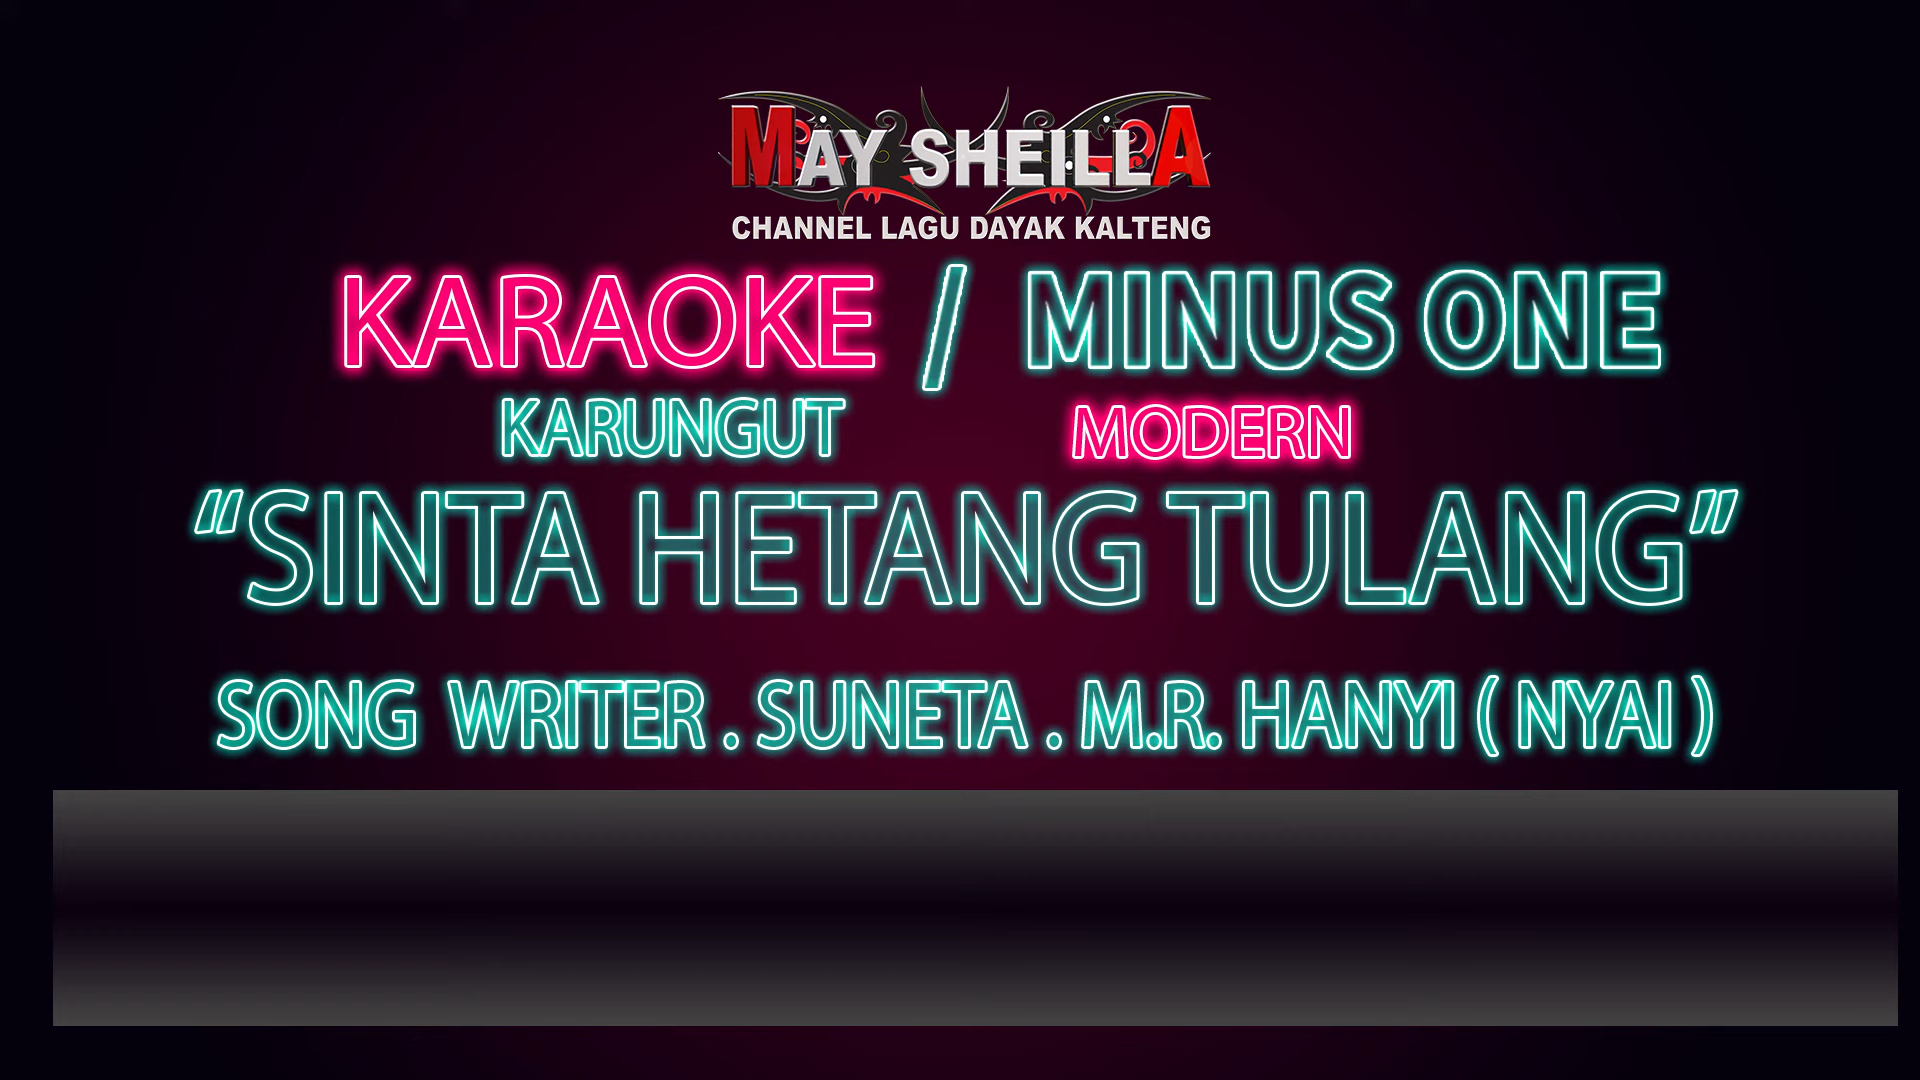 MAY SHEILLA
CHANNEL LAGU DAYAK KALTENG
KARAOKE / MINUS ONE
KARUNGUT MODERN
“SINTA HETANG TULANG”
SONG WRITER . SUNETA . M.R. HANYI ( NYAI )